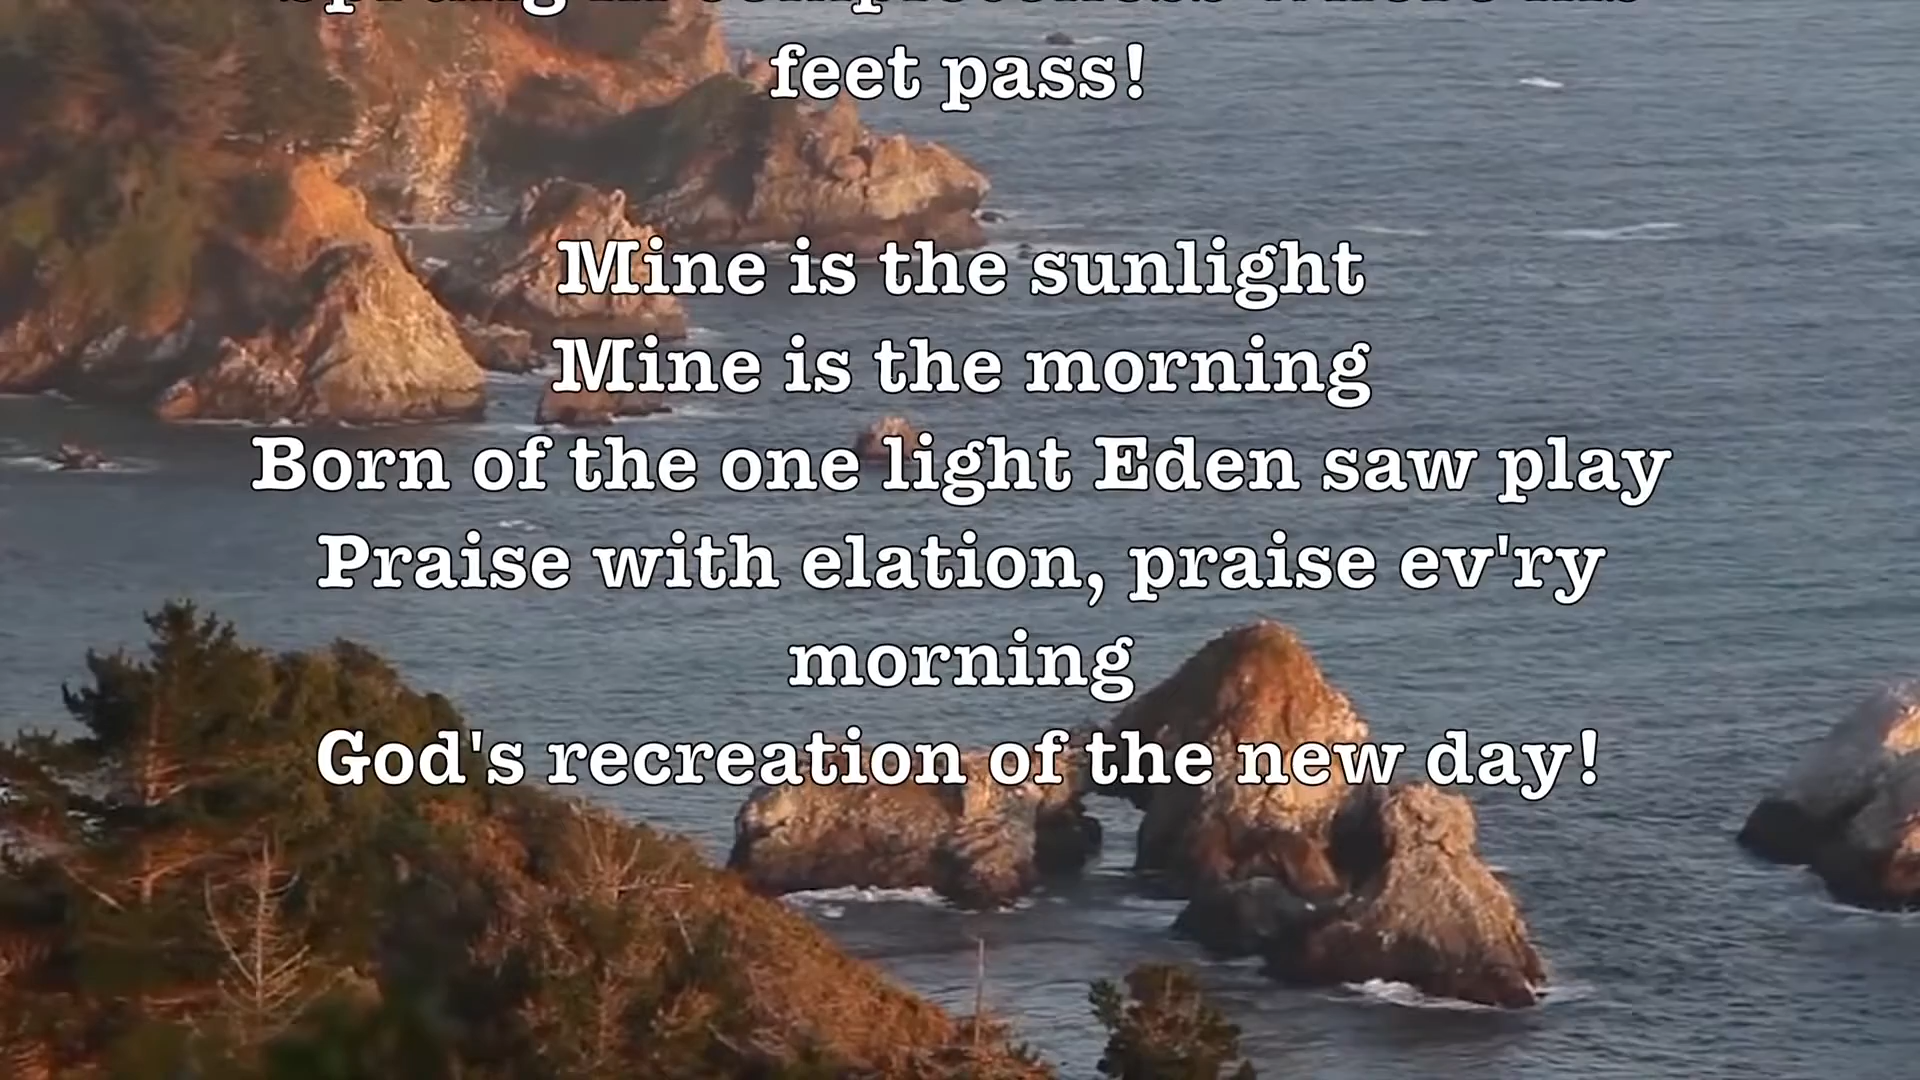 feet pass!
Mine is the sunlight
Mine is the morning
Born of the one light Eden saw play
Praise with elation, praise ev'ry
morning
God's recreation of the new day!